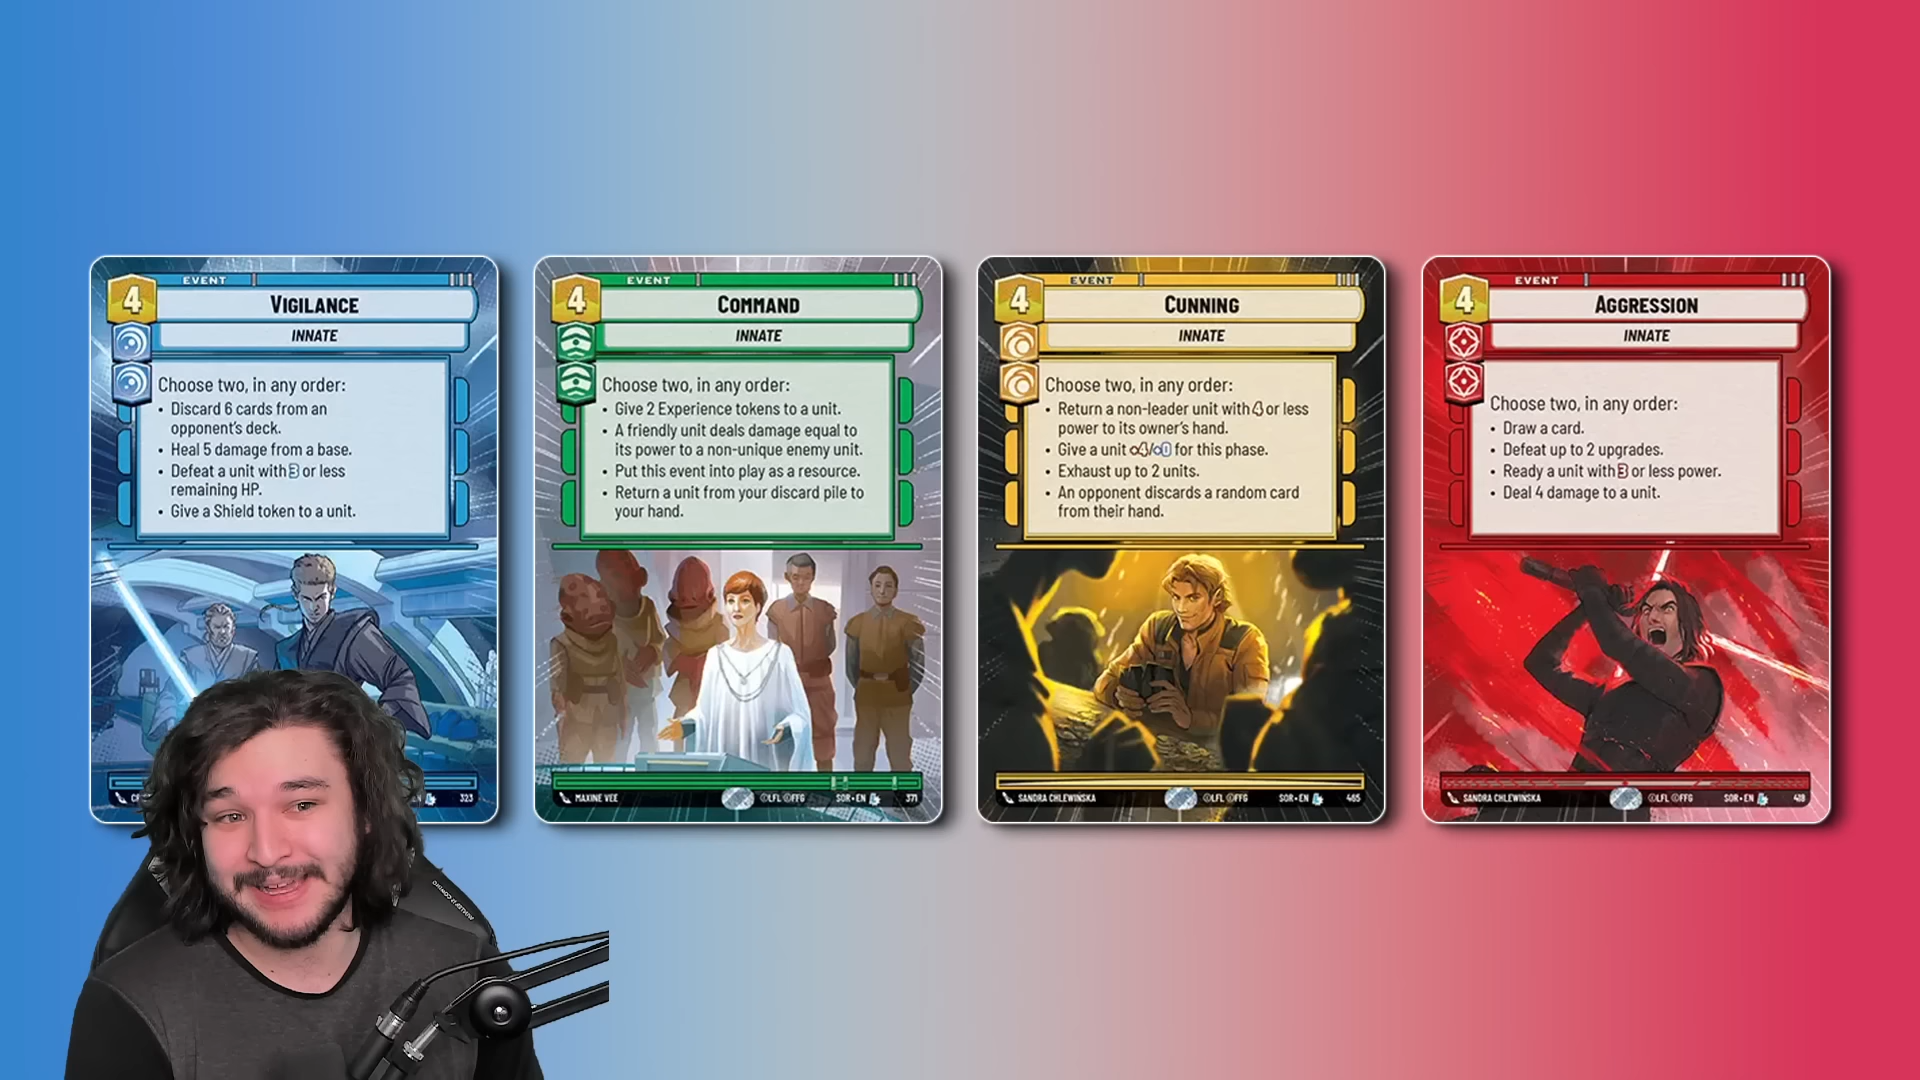 EVENT
4
VIGILANCE
INNATE
Choose two, in any order:
• Discard 6 cards from an
opponent's deck.
• Heal 5 damage from a base.
• Defeat a unit with 3 or less
remaining HP.
• Give a Shield token to a unit.
323
EVENT
4
COMMAND
INNATE
Choose two, in any order:
• Give 2 Experience tokens to a unit.
• A friendly unit deals damage equal to
its power to a non-unique enemy unit.
• Put this event into play as a resource.
• Return a unit from your discard pile to
your hand.
MAXINE VEE
©LFL ©FFG
SOR • EN
371
EVENT
4
CUNNING
INNATE
Choose two, in any order:
• Return a non-leader unit with 4 or less
power to its owner's hand.
• Give a unit +4/+0 for this phase.
• Exhaust up to 2 units.
• An opponent discards a random card
from their hand.
SANDRA CHLEWIŃSKA
©LFL ©FFG
SOR • EN
465
EVENT
4
AGGRESSION
INNATE
Choose two, in any order:
• Draw a card.
• Defeat up to 2 upgrades.
• Ready a unit with 3 or less power.
• Deal 4 damage to a unit.
SANDRA CHLEWIŃSKA
©LFL ©FFG
SOR • EN
418